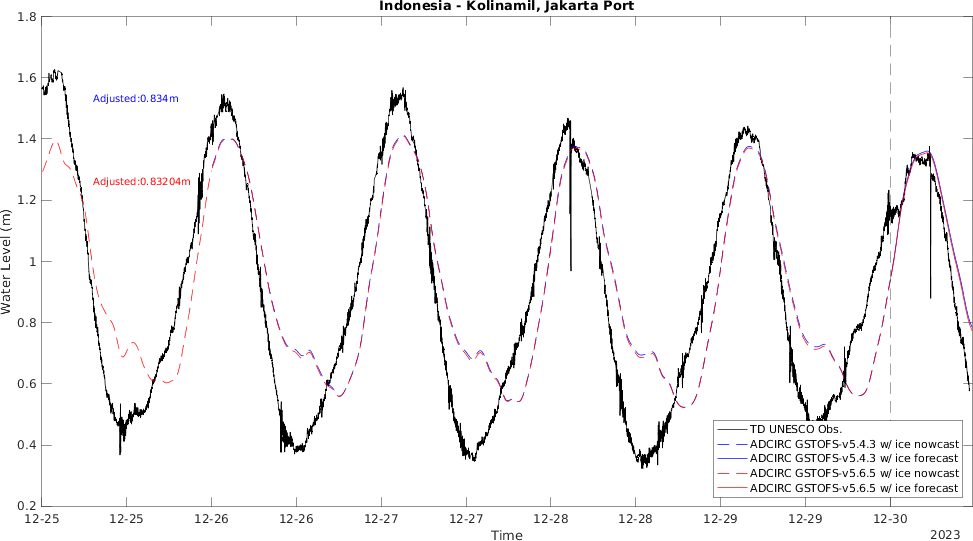 Indonesia - Kolinamil, Jakarta Port
1.8
1.6
1.4
1.2
1
0.8
0.6
0.4
0.2
Water Level (m)
Adjusted:0.834m
Adjusted:0.83204m
TD UNESCO Obs.
ADCIRC GSTOFS-v5.4.3 w/ ice nowcast
ADCIRC GSTOFS-v5.4.3 w/ ice forecast
ADCIRC GSTOFS-v5.6.5 w/ ice nowcast
ADCIRC GSTOFS-v5.6.5 w/ ice forecast
12-25 12-25 12-26 12-26 12-27 12-27 12-28 12-28 12-29 12-29 12-30
Time
2023